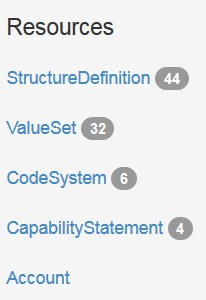 Resources
StructureDefinition 44
ValueSet 32
CodeSystem 6
CapabilityStatement 4
Account